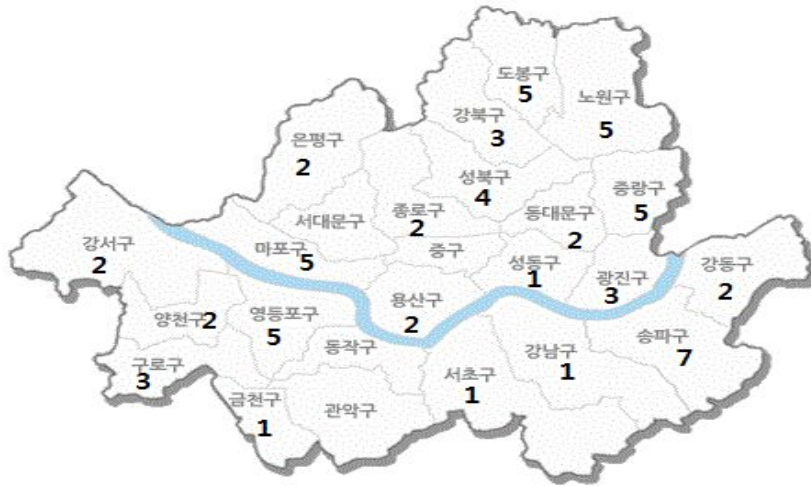 도봉구
5
노원구
5
강북구
3
은평구
2
성북구
4
중랑구
5
서대문구
종로구
2
동대문구
2
강서구
2
마포구
5
중구
성동구
1
광진구
3
강동구
2
양천구 2
영등포구
5
용산구
2
동작구
송파구
7
구로구
3
서초구
1
강남구
1
금천구
1
관악구